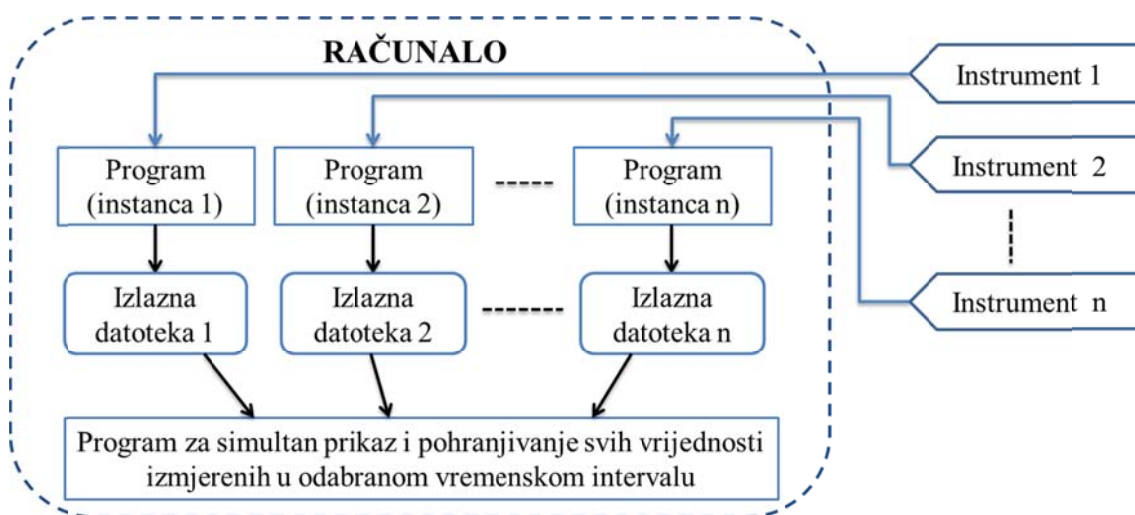 RAČUNALO
Instrument 1
Instrument 2
Instrument n
Program
(instanca 1)
Program
(instanca 2)
Program
(instanca n)
Izlazna
datoteka 1
Izlazna
datoteka 2
Izlazna
datoteka n
Program za simultan prikaz i pohranjivanje svih vrijednosti
izmjerenih u odabranom vremenskom intervalu